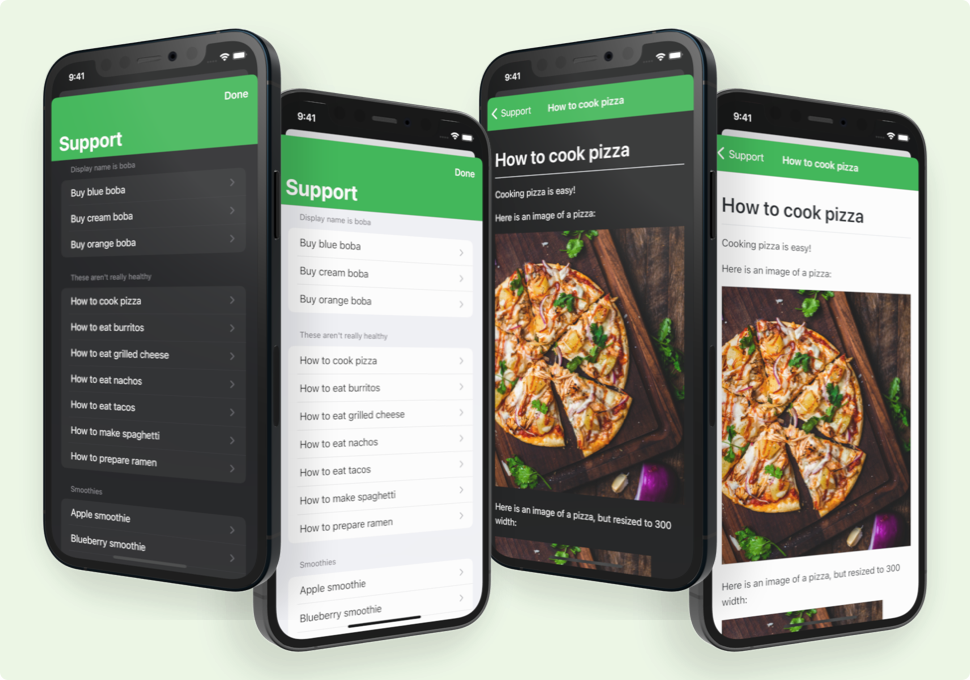 9:41
Done
Support
Display name is boba
Buy blue boba
Buy cream boba
Buy orange boba
These aren't really healthy
How to cook pizza
How to eat burritos
How to eat grilled cheese
How to eat nachos
How to eat tacos
How to make spaghetti
How to prepare ramen
Smoothies
Apple smoothie
Blueberry smoothie
9:41
Done
Support
Display name is boba
Buy blue boba
Buy cream boba
Buy orange boba
These aren't really healthy
How to cook pizza
How to eat burritos
How to eat grilled cheese
How to eat nachos
How to eat tacos
How to make spaghetti
How to prepare ramen
Smoothies
Apple smoothie
Blueberry smoothie
9:41
Support How to cook pizza
How to cook pizza
Cooking pizza is easy!
Here is an image of a pizza:
Here is an image of a pizza, but resized to 300
width:
9:41
Support How to cook pizza
How to cook pizza
Cooking pizza is easy!
Here is an image of a pizza:
Here is an image of a pizza, but resized to 300
width: